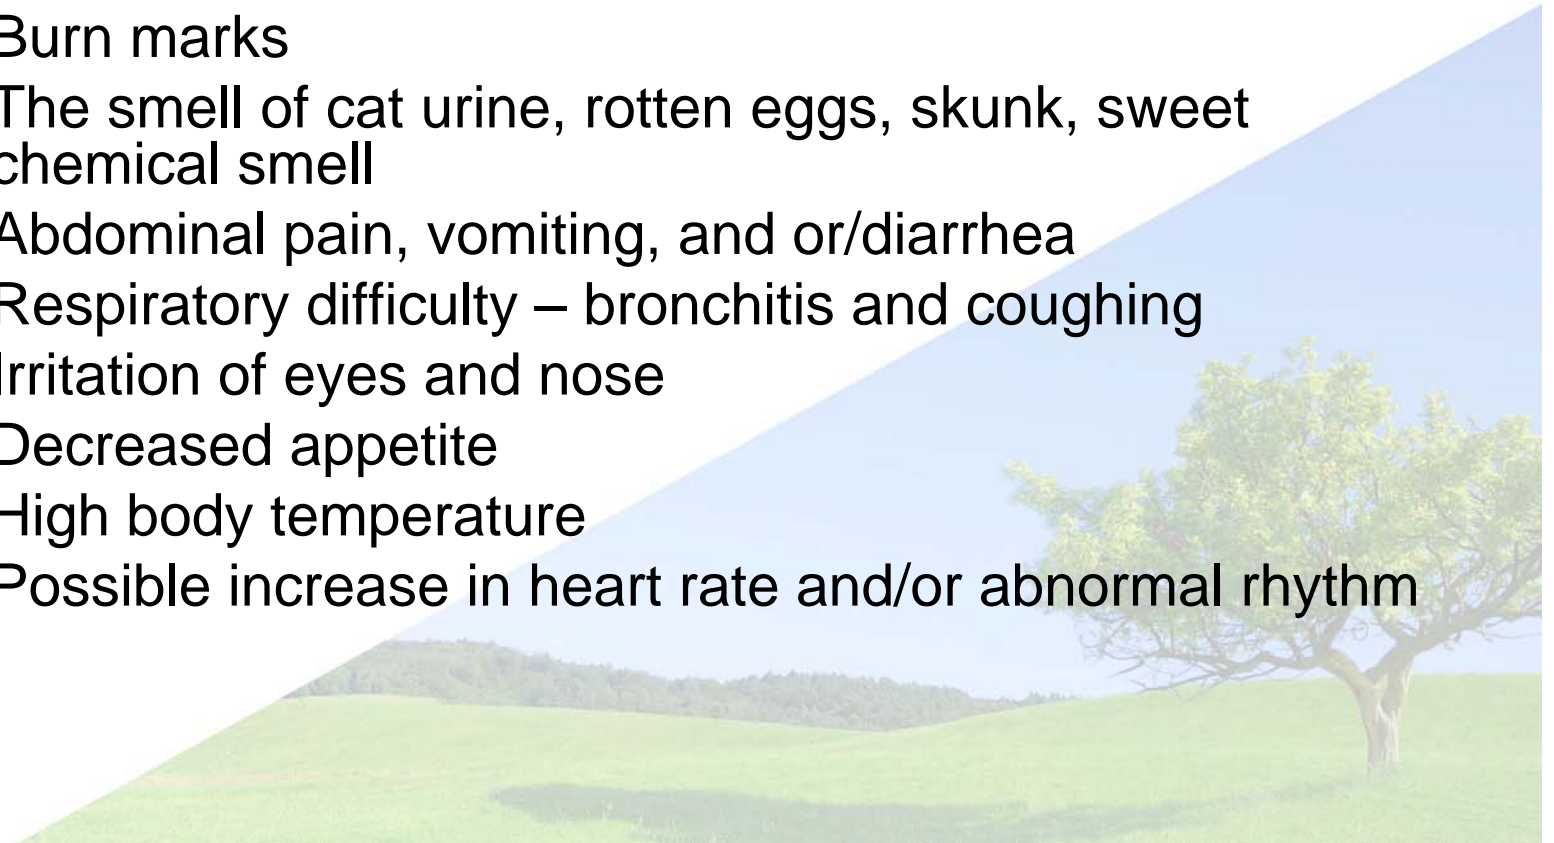 Burn marks
The smell of cat urine, rotten eggs, skunk, sweet
chemical smell
Abdominal pain, vomiting, and or/diarrhea
Respiratory difficulty – bronchitis and coughing
Irritation of eyes and nose
Decreased appetite
High body temperature
Possible increase in heart rate and/or abnormal rhythm